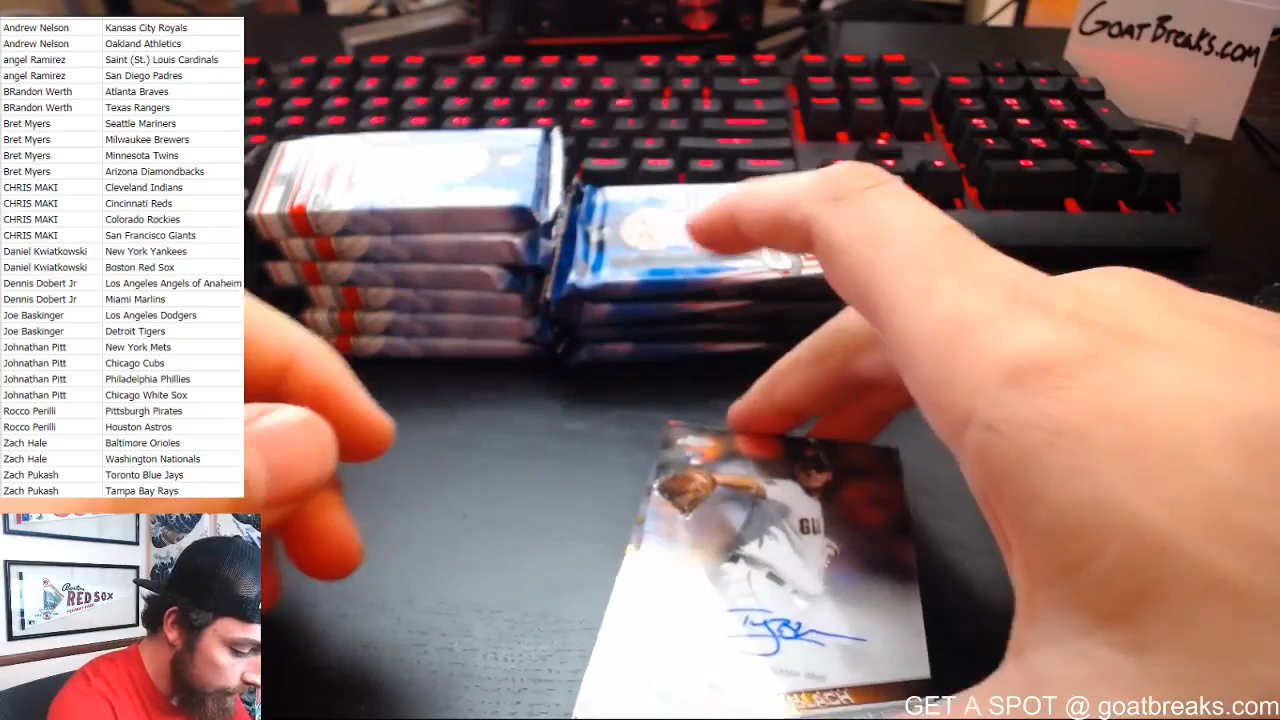 Andrew Nelson Kansas City Royals
Andrew Nelson Oakland Athletics
angel Ramirez Saint (St.) Louis Cardinals
angel Ramirez San Diego Padres
BRandon Werth Atlanta Braves
BRandon Werth Texas Rangers
Bret Myers Seattle Mariners
Bret Myers Milwaukee Brewers
Bret Myers Minnesota Twins
Bret Myers Arizona Diamondbacks
CHRIS MAKI Cleveland Indians
CHRIS MAKI Cincinnati Reds
CHRIS MAKI Colorado Rockies
CHRIS MAKI San Francisco Giants
Daniel Kwiatkowski New York Yankees
Daniel Kwiatkowski Boston Red Sox
Dennis Dobert Jr Los Angeles Angels of Anaheim
Dennis Dobert Jr Miami Marlins
Joe Baskinger Los Angeles Dodgers
Joe Baskinger Detroit Tigers
Johnathan Pitt New York Mets
Johnathan Pitt Chicago Cubs
Johnathan Pitt Philadelphia Phillies
Johnathan Pitt Chicago White Sox
Rocco Perilli Pittsburgh Pirates
Rocco Perilli Houston Astros
Zach Hale Baltimore Orioles
Zach Hale Washington Nationals
Zach Pukash Toronto Blue Jays
Zach Pukash Tampa Bay Rays
GOATBREAKS.COM
Boston
RED SOX
BLACH
GET A SPOT @ goatbreaks.com